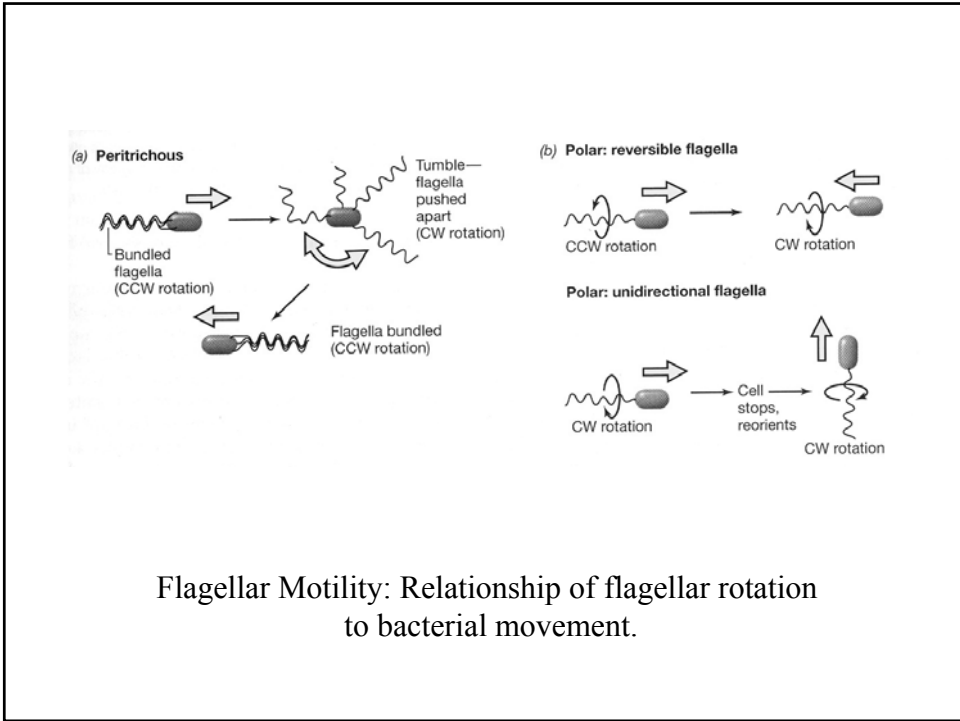 (a) Peritrichous
Tumble—
flagella
pushed
apart
(CW rotation)
Bundled
flagella
(CCW rotation)
Flagella bundled
(CCW rotation)
(b) Polar: reversible flagella
CCW rotation
CW rotation
Polar: unidirectional flagella
CW rotation
Cell
stops,
reorients
CW rotation
Flagellar Motility: Relationship of flagellar rotation
to bacterial movement.